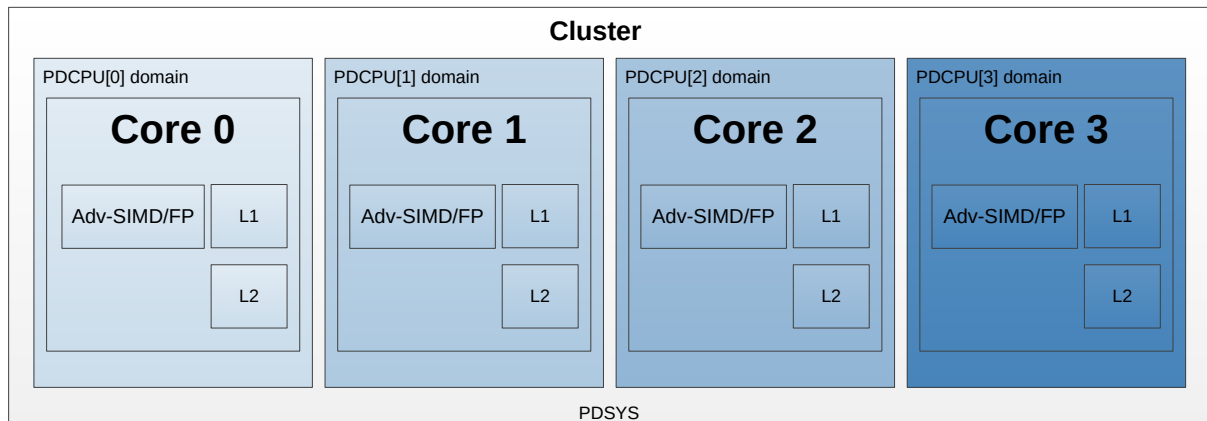 Cluster
PDCPU[0] domain
Core 0
Adv-SIMD/FP
L1
L2
PDCPU[1] domain
Core 1
Adv-SIMD/FP
L1
L2
PDCPU[2] domain
Core 2
Adv-SIMD/FP
L1
L2
PDCPU[3] domain
Core 3
Adv-SIMD/FP
L1
L2
PDSYS